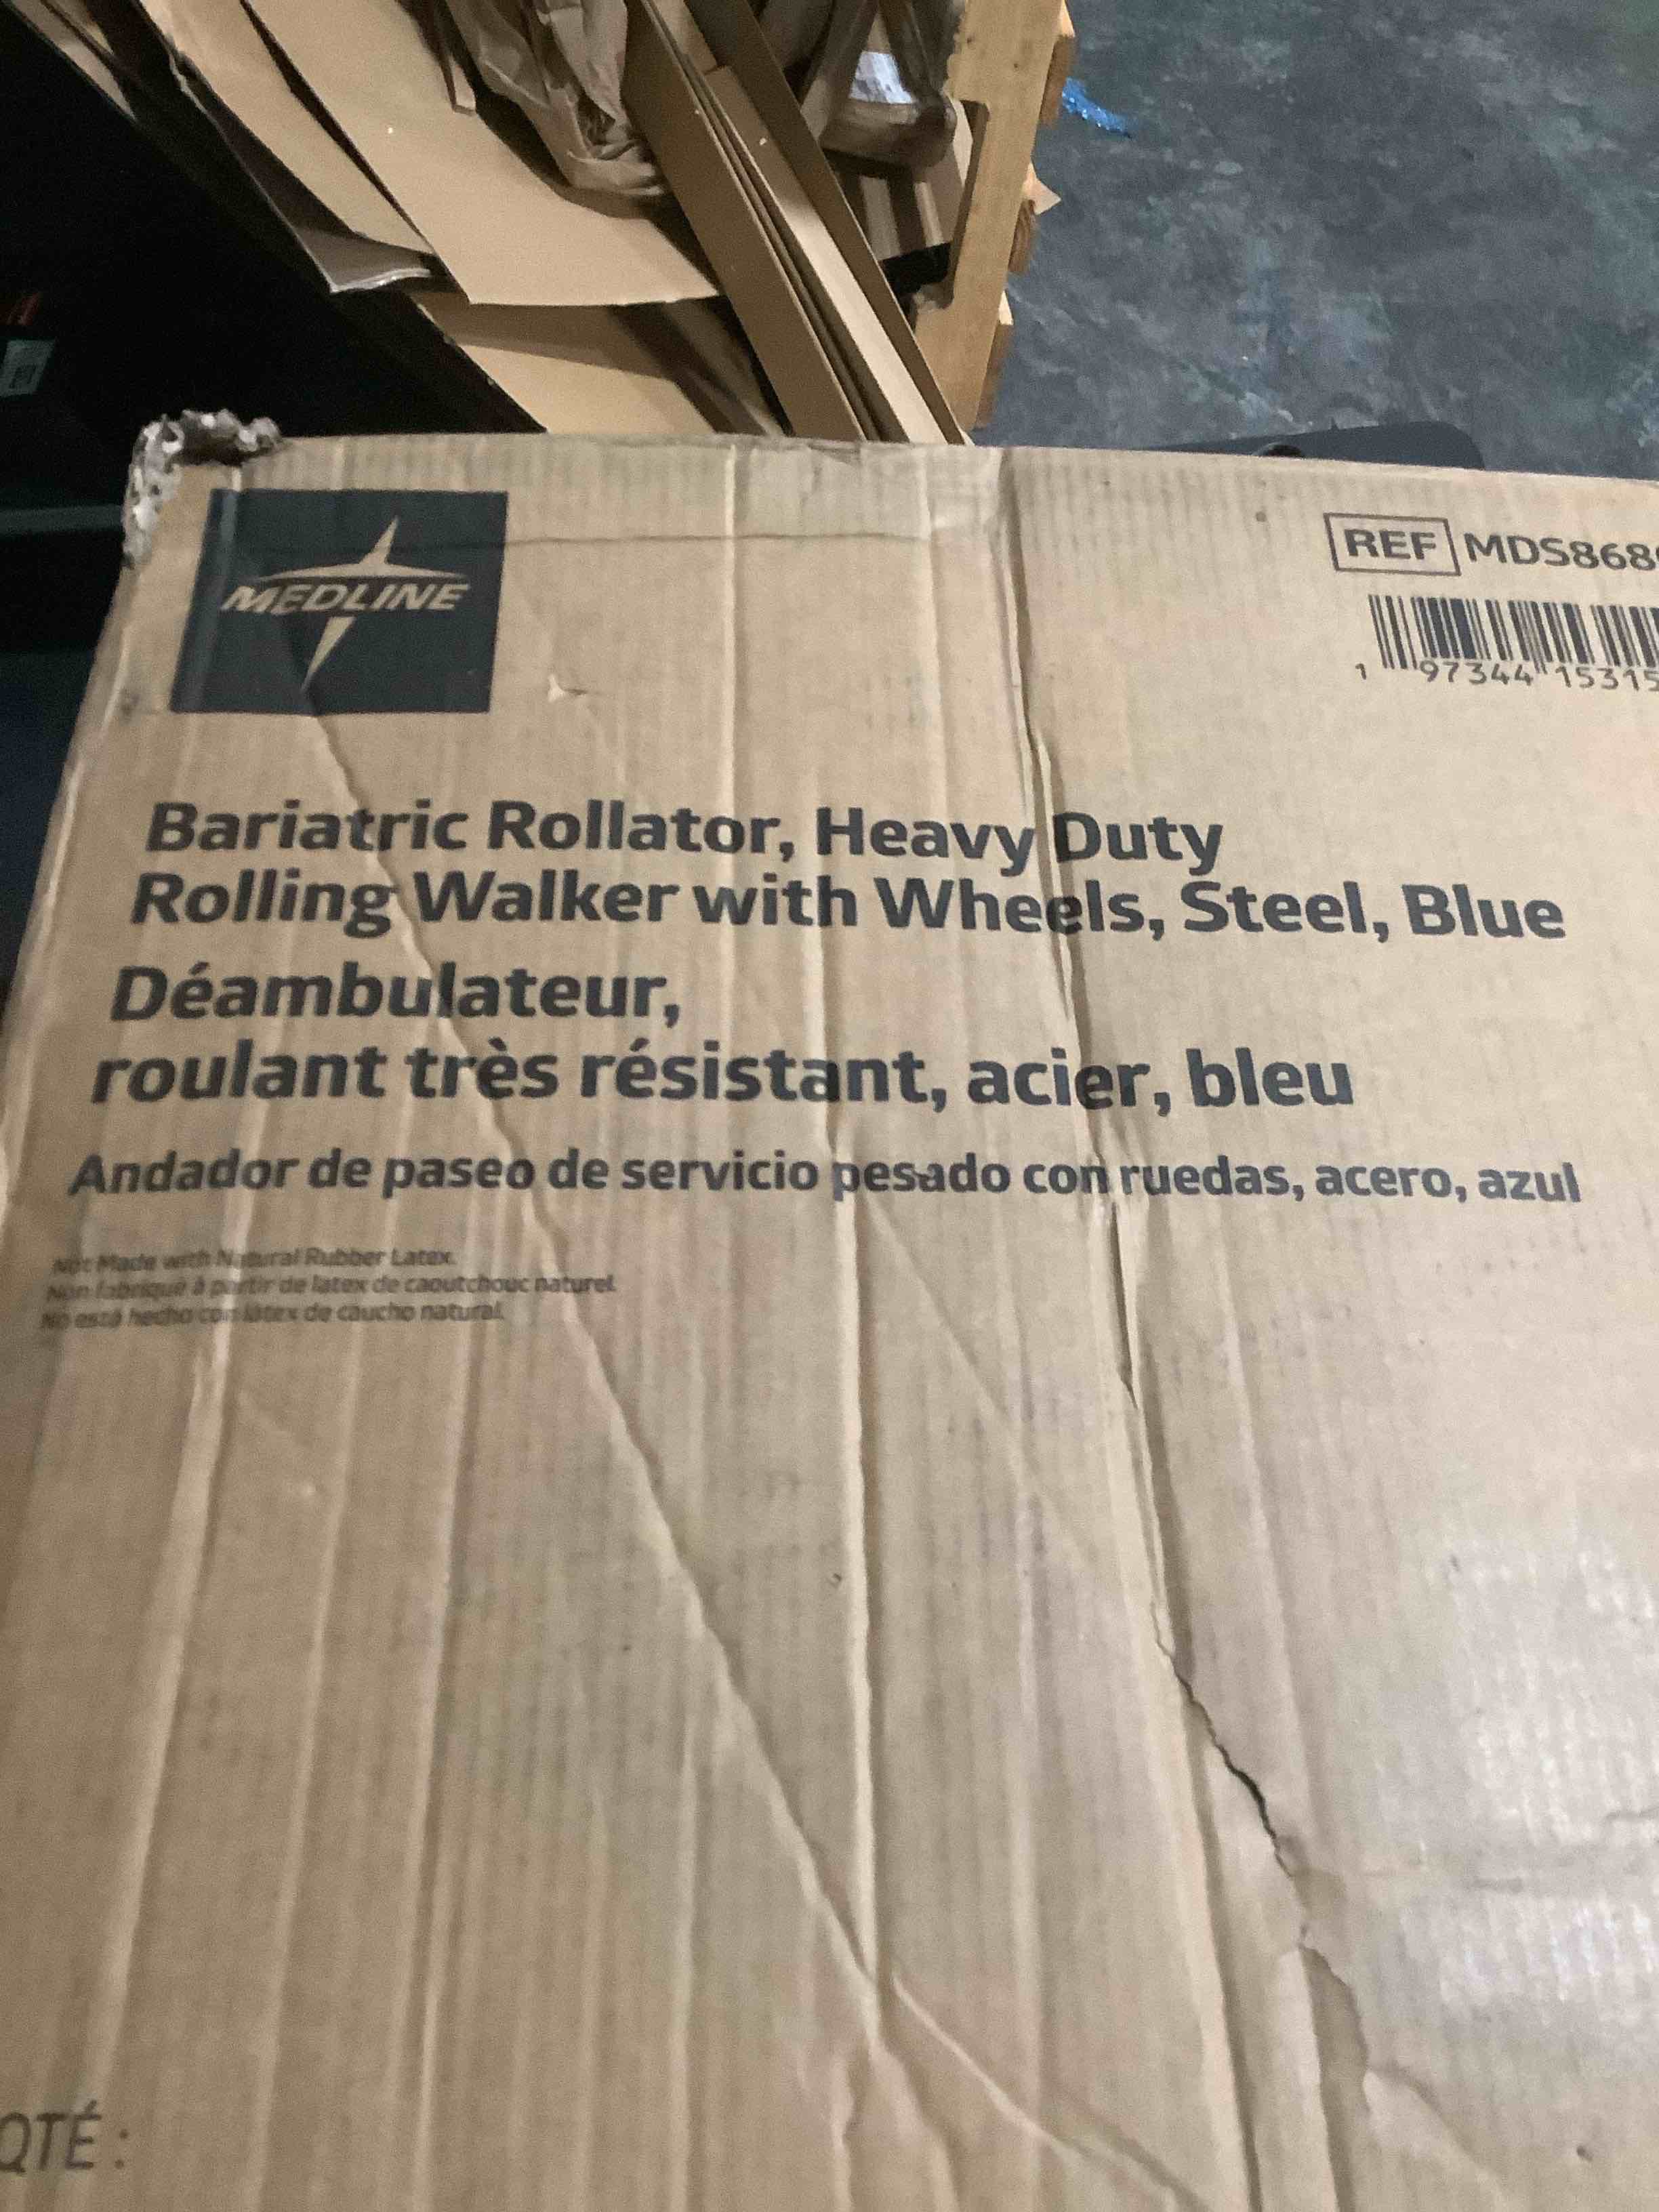 MEDLINE
REF MDS868
1 97344 15315
Bariatric Rollator, Heavy Duty
Rolling Walker with Wheels, Steel, Blue
Déambulateur,
roulant très résistant, acier, bleu
Andador de paseo de servicio pesado con ruedas, acero, azul
Not Made with Natural Rubber Latex.
Non fabriqué à partir de latex de caoutchouc naturel.
No está hecho con látex de caucho natural.
QTÉ :